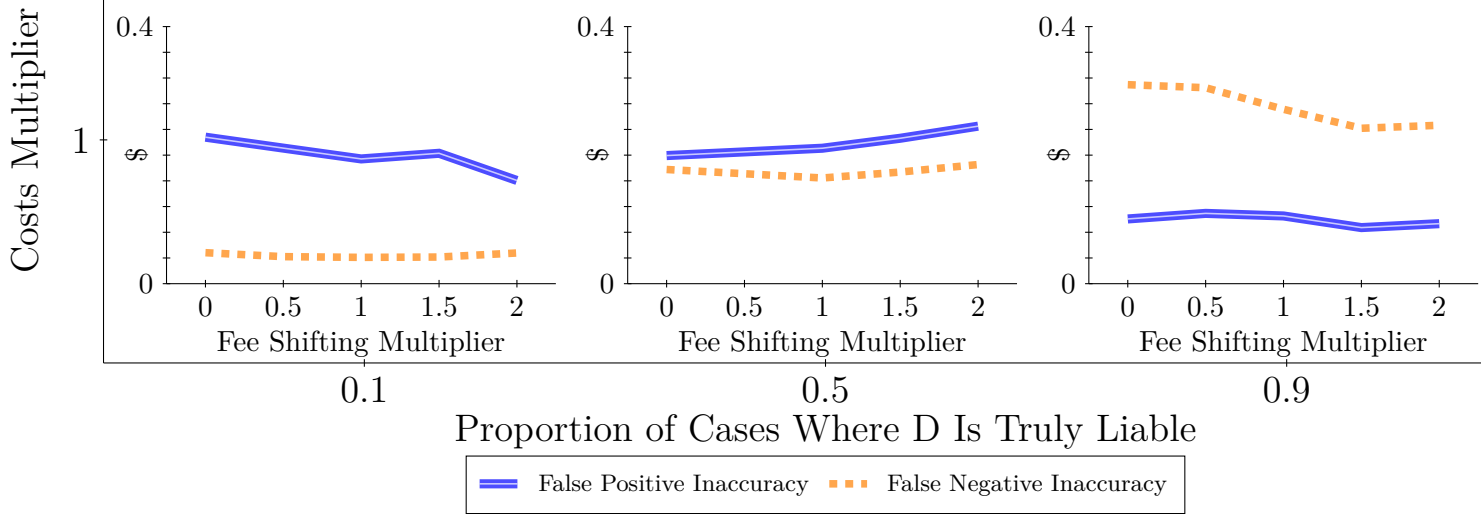 Costs Multiplier
1
0.4
$
0
0 0.5 1 1.5 2
Fee Shifting Multiplier
0.4
$
0
0 0.5 1 1.5 2
Fee Shifting Multiplier
0.4
$
0
0 0.5 1 1.5 2
Fee Shifting Multiplier
0.1 0.5 0.9
Proportion of Cases Where D Is Truly Liable
False Positive Inaccuracy False Negative Inaccuracy